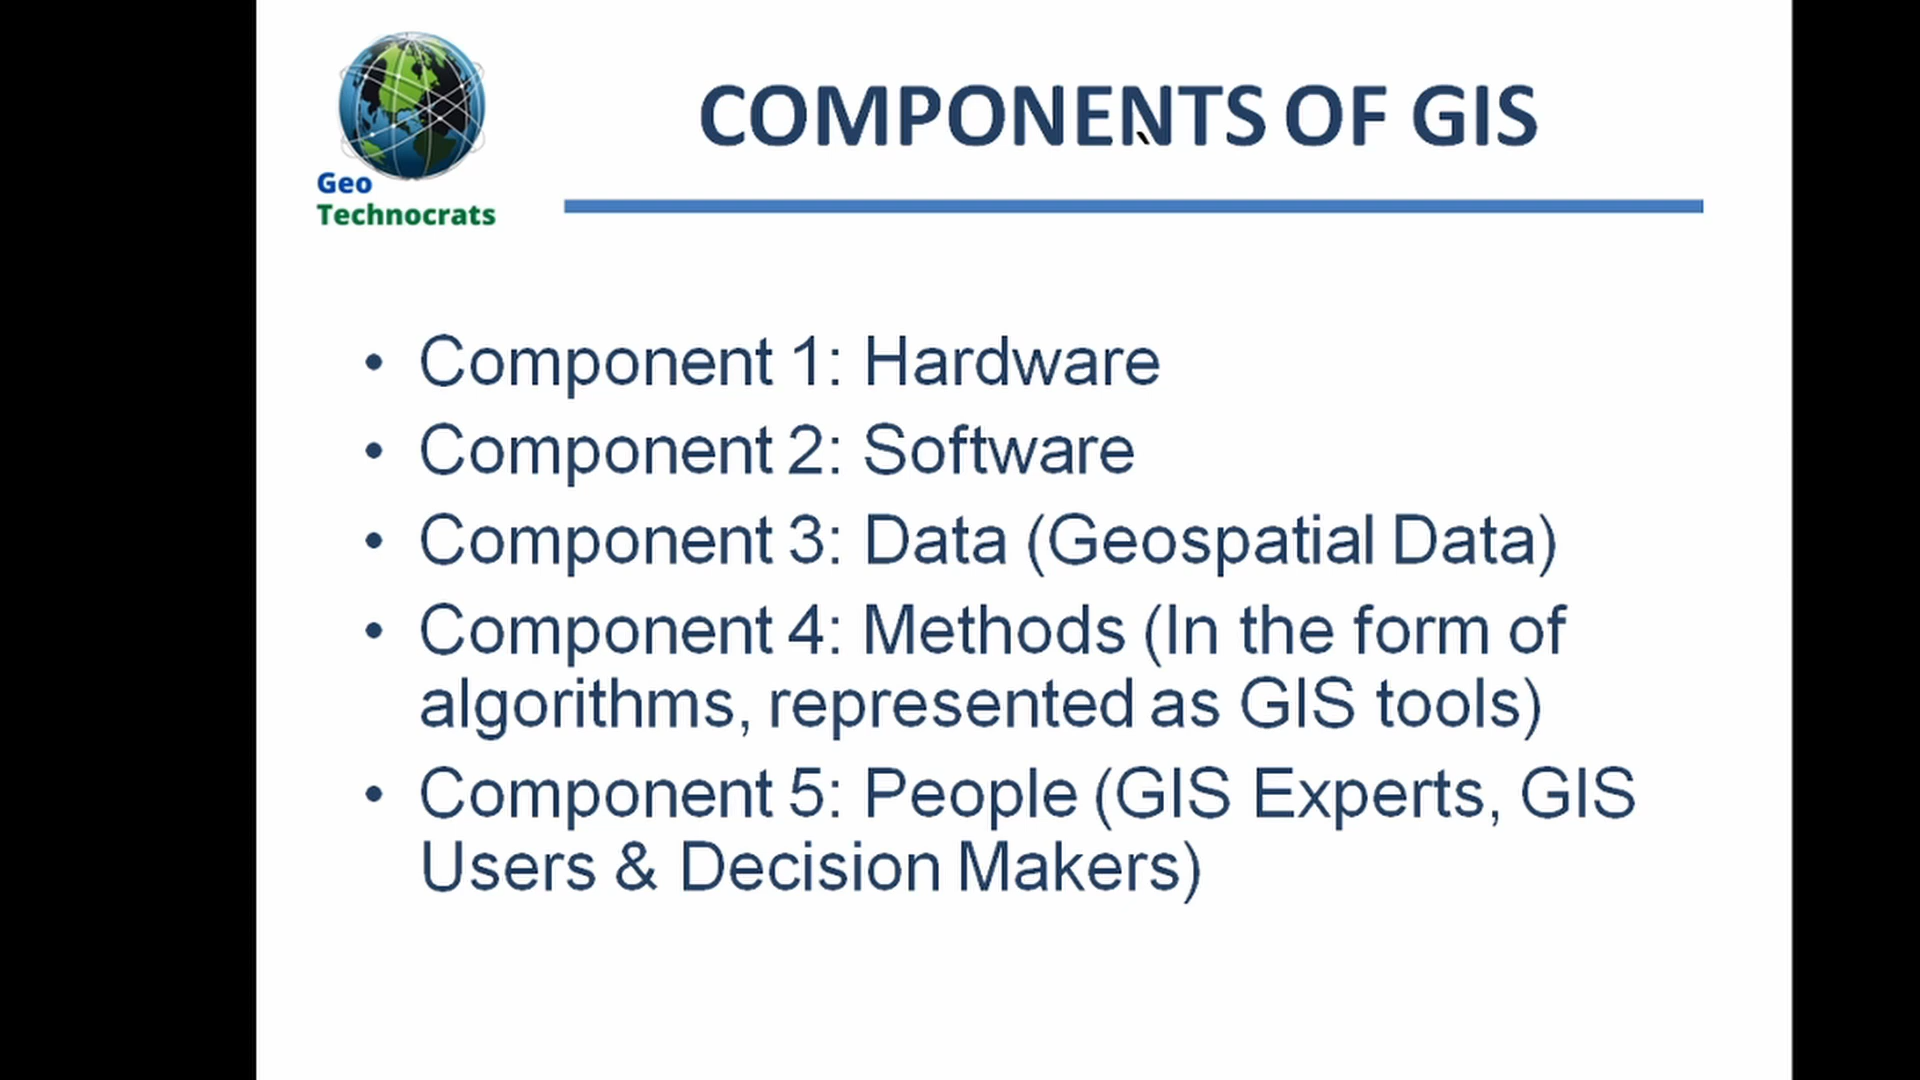 Geo
Technocrats
COMPONENTS OF GIS
• Component 1: Hardware
• Component 2: Software
• Component 3: Data (Geospatial Data)
• Component 4: Methods (In the form of
algorithms, represented as GIS tools)
• Component 5: People (GIS Experts, GIS
Users & Decision Makers)